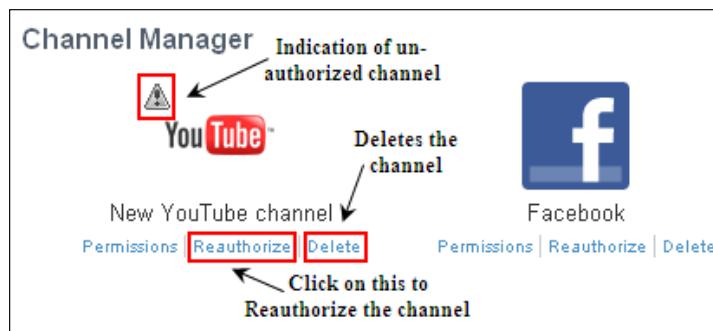 Channel Manager
Indication of un-
authorized channel
YouTube™
Deletes the
channel
f
New YouTube channel
Facebook
Permissions | Reauthorize | Delete
Permissions | Reauthorize | Delete
Click on this to
Reauthorize the channel